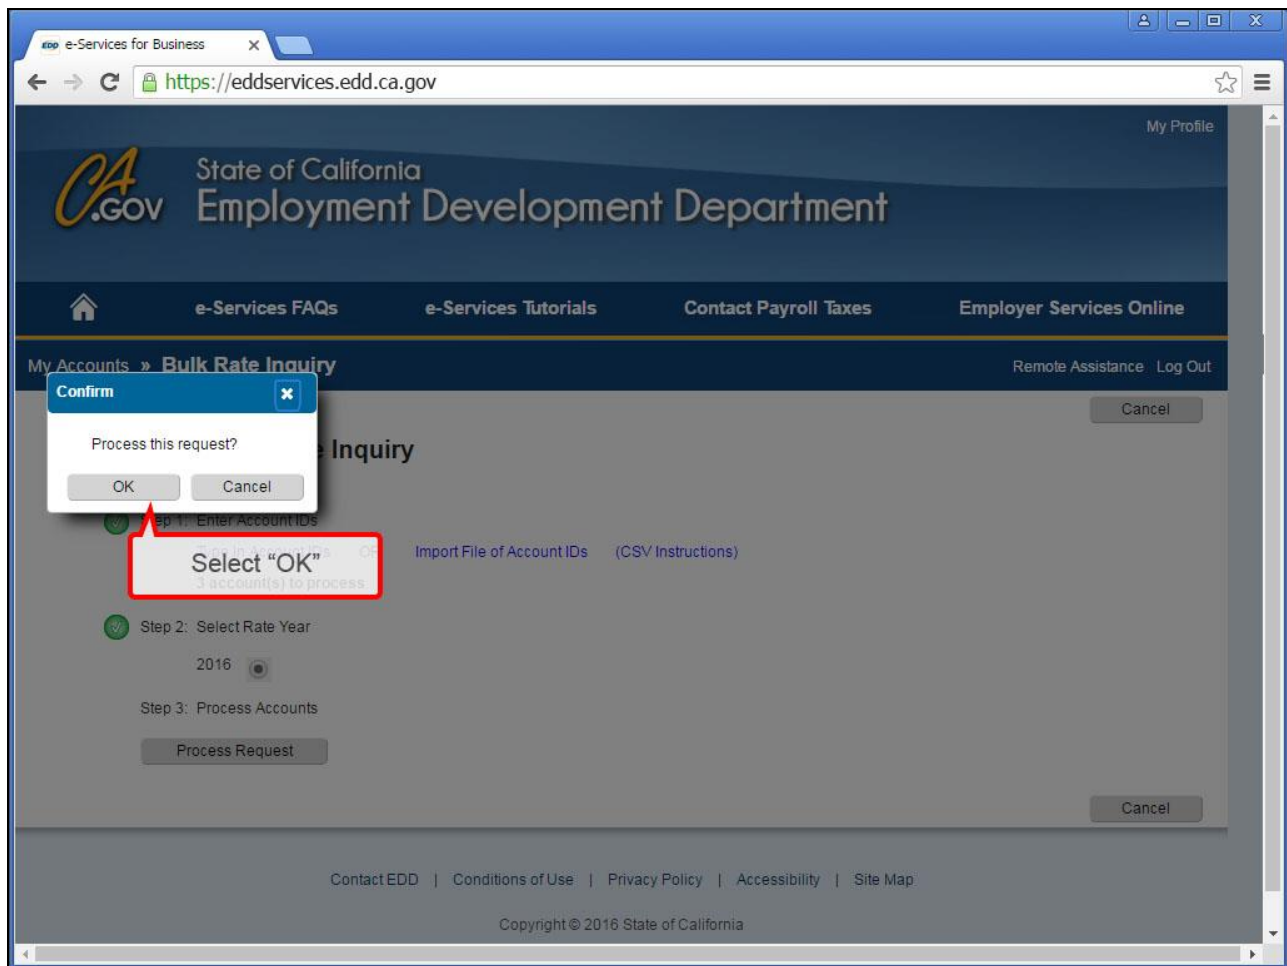 EDD e-Services for Business
https://eddservices.edd.ca.gov
My Profile
CA.GOV
State of California
Employment Development Department
e-Services FAQs e-Services Tutorials Contact Payroll Taxes Employer Services Online
My Accounts » Bulk Rate Inquiry Remote Assistance Log Out
Confirm
Cancel
Process this request?
Inquiry
OK Cancel
Step 1: Enter Account IDs
Import File of Account IDs (CSV Instructions)
Select “OK”
3 account(s) to process
Step 2: Select Rate Year
2016
Step 3: Process Accounts
Process Request
Cancel
Contact EDD | Conditions of Use | Privacy Policy | Accessibility | Site Map
Copyright © 2016 State of California